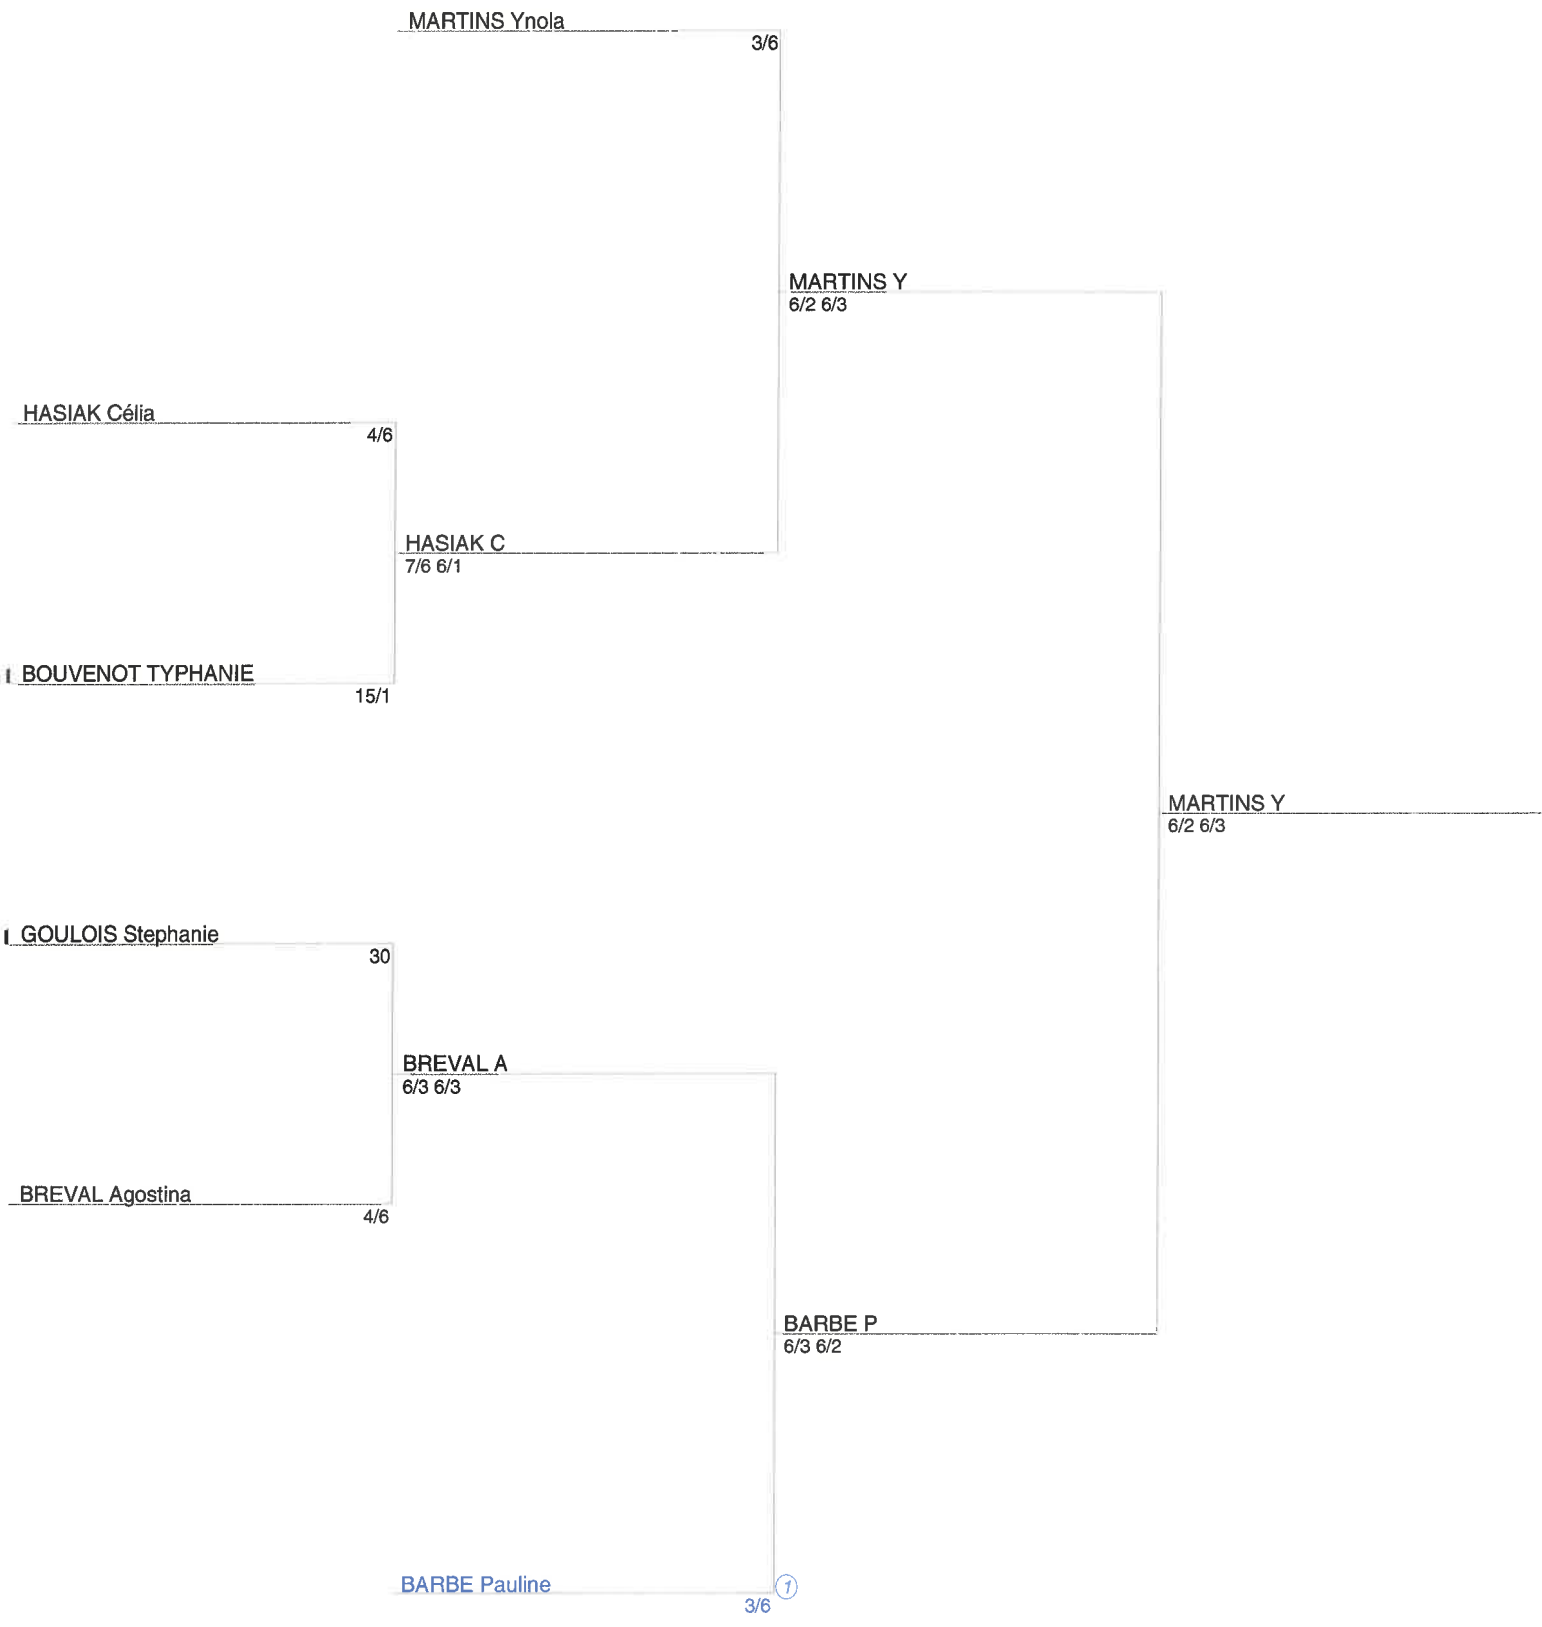 MARTINS Ynola
3/6
MARTINS Y
6/2 6/3
HASIAK Célia
4/6
HASIAK C
7/6 6/1
BOUVENOT TYPHANIE
15/1
MARTINS Y
6/2 6/3
GOULOIS Stephanie
30
BREVAL A
6/3 6/3
BREVAL Agostina
4/6
BARBE P
6/3 6/2
BARBE Pauline
1
3/6